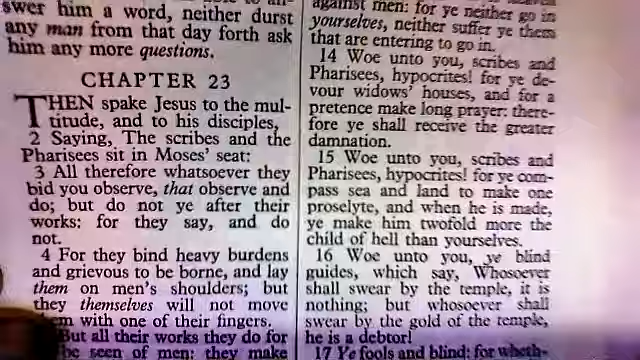 swer him a word, neither durst
any man from that day forth ask
him any more questions.
CHAPTER 23
THEN spake Jesus to the mul-
titude, and to his disciples,
2 Saying, The scribes and the
Pharisees sit in Moses' seat:
3 All therefore whatsoever they
bid you observe, that observe and
do; but do not ye after their
works: for they say, and do
not.
4 For they bind heavy burdens
and grievous to be borne, and lay
them on men's shoulders; but
they themselves will not move
them with one of their fingers.
But all their works they do for
be seen of men: they make
against men: for ye neither go in
yourselves, neither suffer ye them
that are entering to go in.
14 Woe unto you, scribes and
Pharisees, hypocrites! for ye de-
vour widows' houses, and for a
pretence make long prayer: there-
fore ye shall receive the greater
damnation.
15 Woe unto you, scribes and
Pharisees, hypocrites! for ye com-
pass sea and land to make one
proselyte, and when he is made,
ye make him twofold more the
child of hell than yourselves.
16 Woe unto you, ye blind
guides, which say, Whosoever
shall swear by the temple, it is
nothing; but whosoever shall
swear by the gold of the temple,
he is a debtor!
17 Ye fools and blind: for wheth-